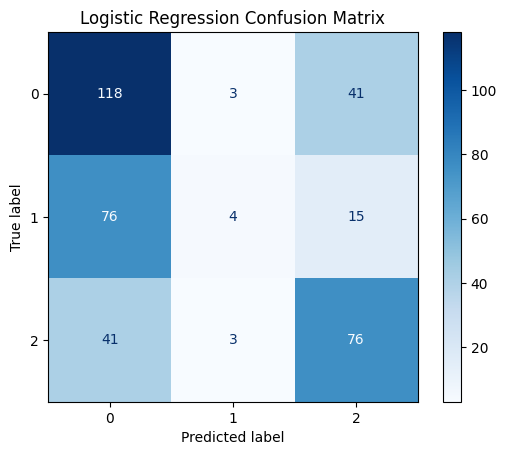 Logistic Regression Confusion Matrix
0 118 3 41
1 76 4 15
2 41 3 76
0 1 2
Predicted label
True label
100
80
60
40
20